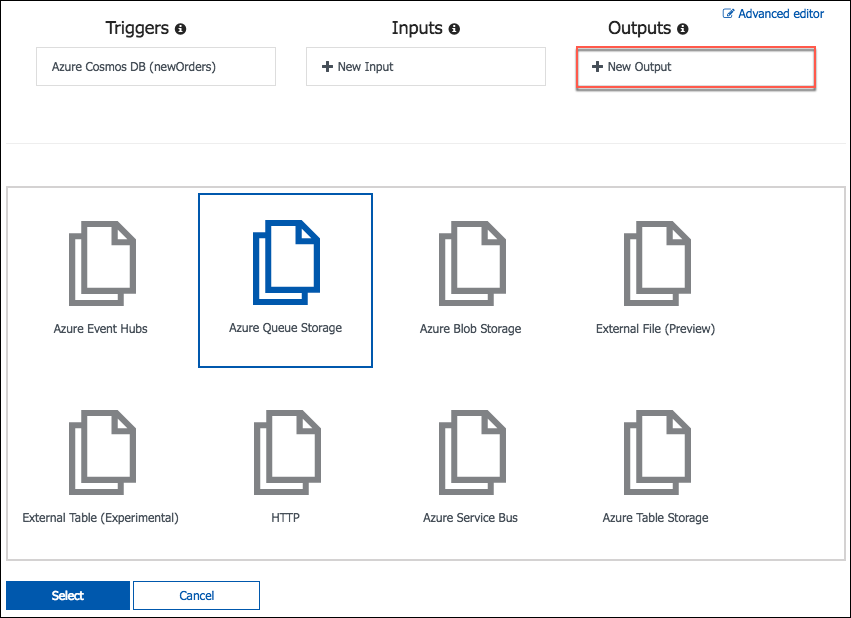 Advanced editor
Triggers
Inputs
Outputs
Azure Cosmos DB (newOrders)
New Input
New Output
Azure Event Hubs
Azure Queue Storage
Azure Blob Storage
External File (Preview)
External Table (Experimental)
HTTP
Azure Service Bus
Azure Table Storage
Select
Cancel